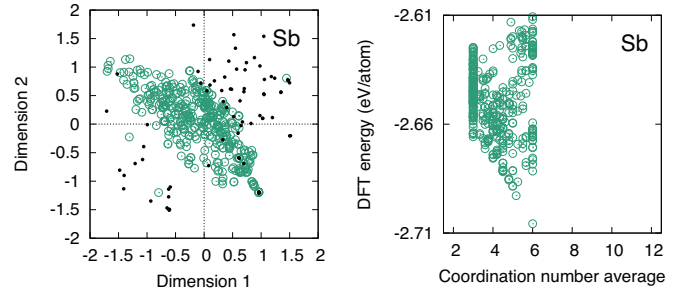 2
1.5
1
0.5
0
-0.5
-1
-1.5
-2
-2 -1.5 -1 -0.5 0 0.5 1 1.5 2
Dimension 2
Dimension 1
Sb
-2.61
-2.66
-2.71
2 4 6 8 10 12
DFT energy (eV/atom)
Coordination number average
Sb